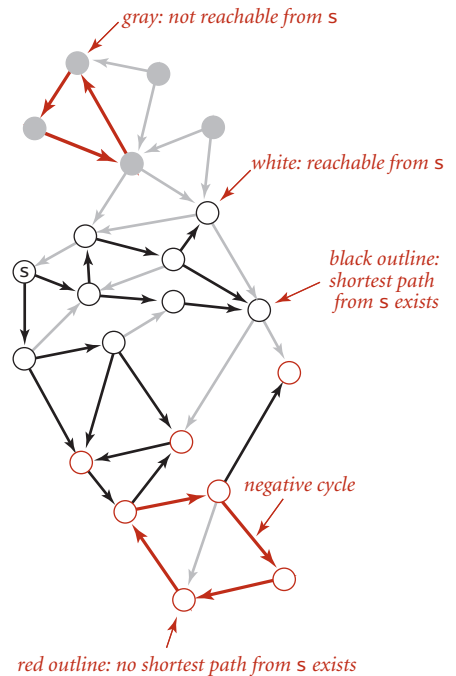 gray: not reachable from s
white: reachable from s
black outline:
shortest path
from s exists
s
negative cycle
red outline: no shortest path from s exists